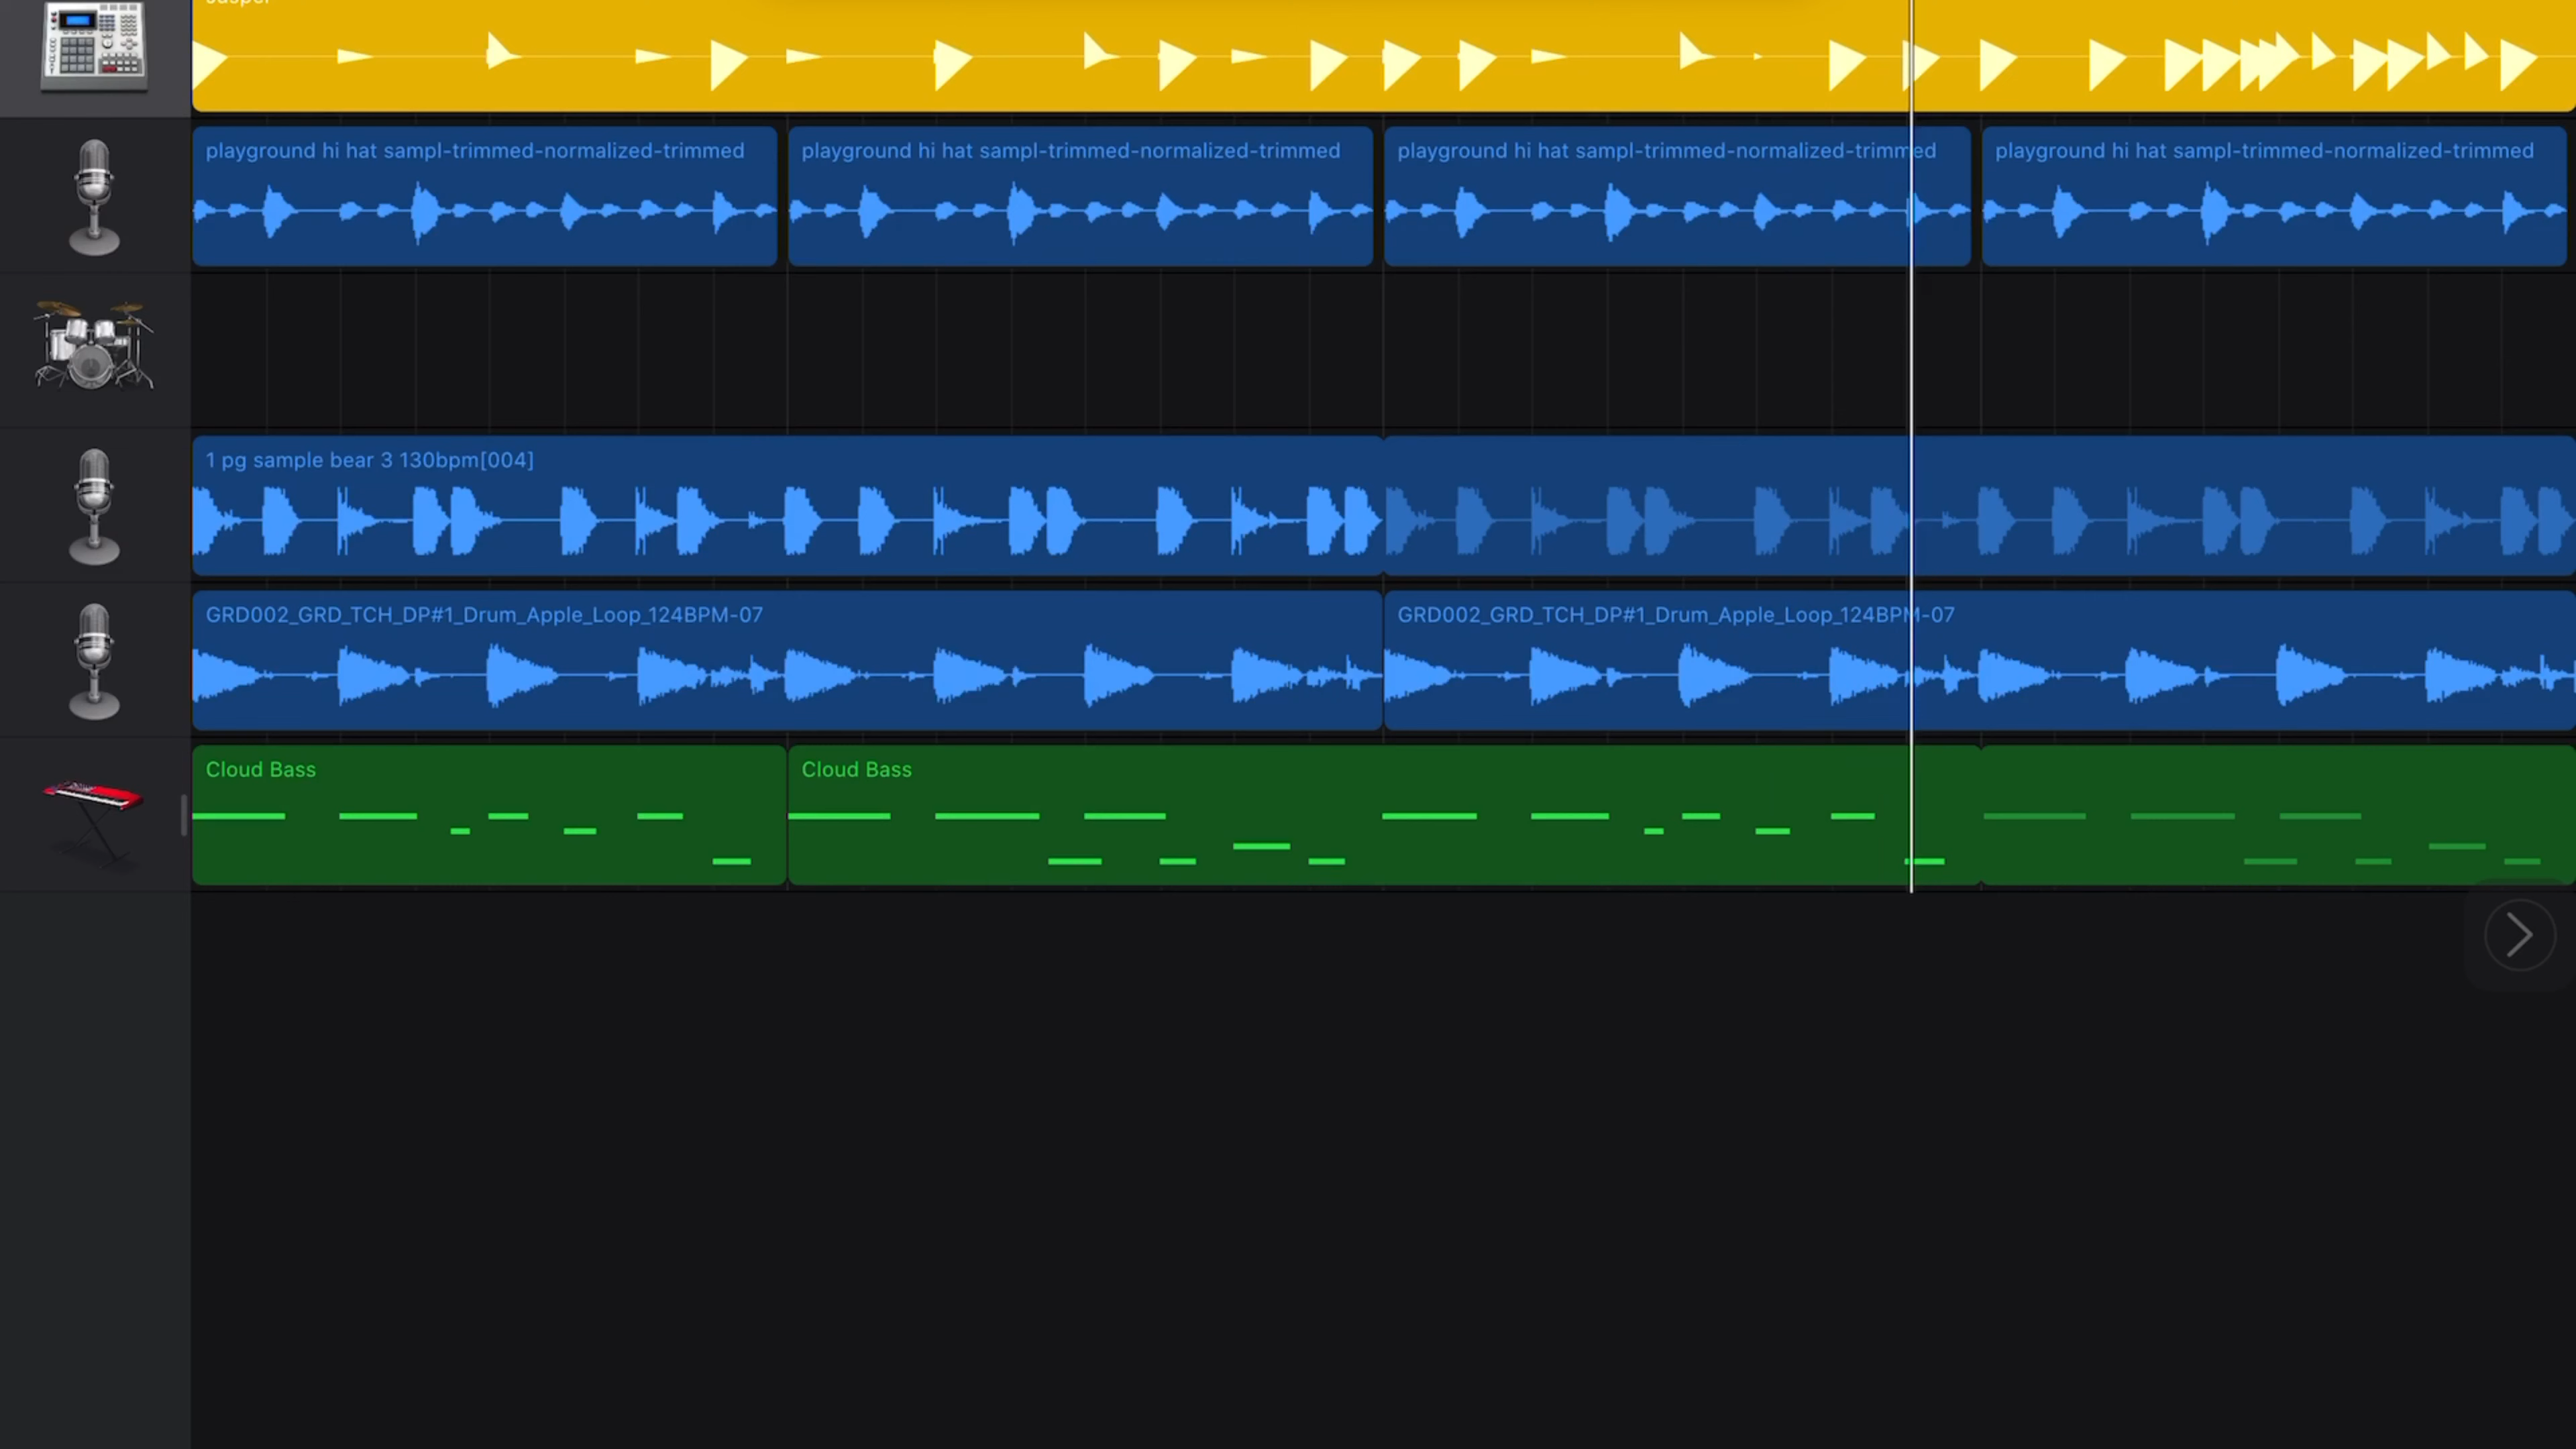 Jasper
playground hi hat sampl-trimmed-normalized-trimmed
playground hi hat sampl-trimmed-normalized-trimmed
playground hi hat sampl-trimmed-normalized-trimmed
playground hi hat sampl-trimmed-normalized-trimmed
1 pg sample bear 3 130bpm[004]
GRD002_GRD_TCH_DP#1_Drum_Apple_Loop_124BPM-07
GRD002_GRD_TCH_DP#1_Drum_Apple_Loop_124BPM-07
Cloud Bass
Cloud Bass